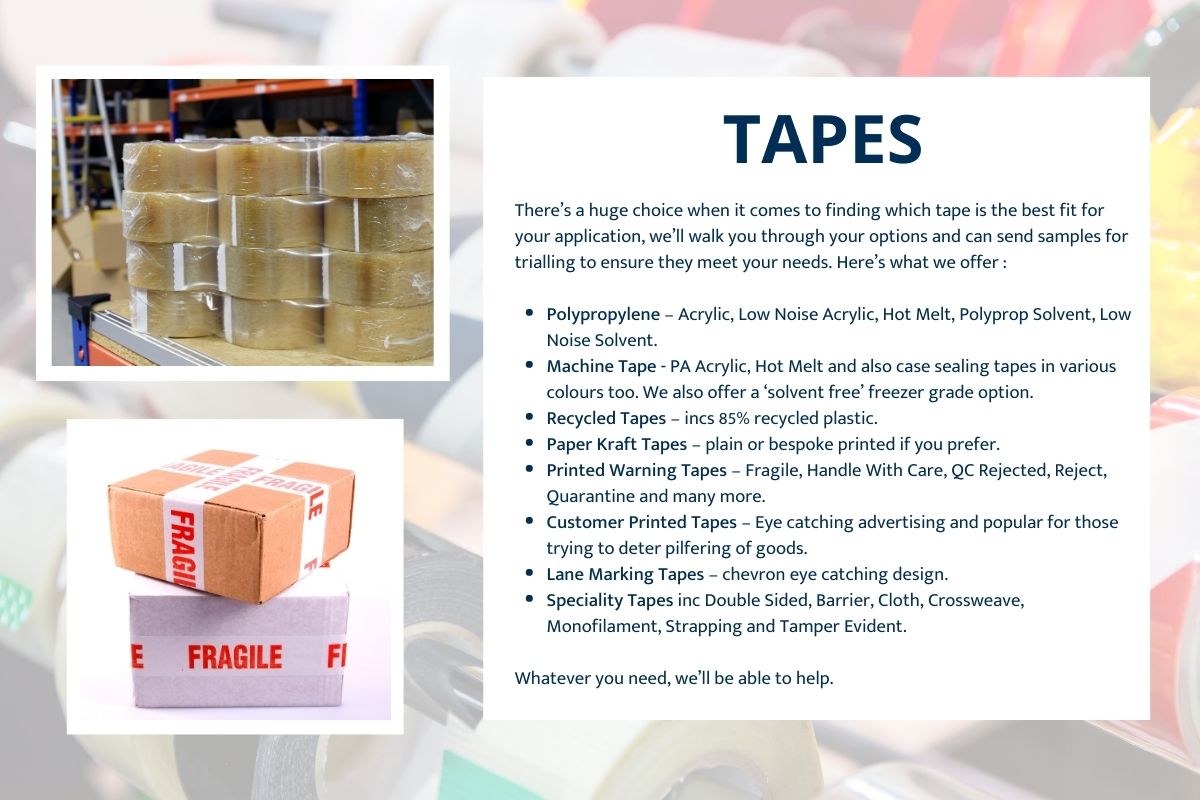 TAPES
There’s a huge choice when it comes to finding which tape is the best fit for
your application, we’ll walk you through your options and can send samples for
trialling to ensure they meet your needs. Here’s what we offer :
• Polypropylene – Acrylic, Low Noise Acrylic, Hot Melt, Polyprop Solvent, Low
Noise Solvent.
• Machine Tape - PA Acrylic, Hot Melt and also case sealing tapes in various
colours too. We also offer a ‘solvent free’ freezer grade option.
• Recycled Tapes – incs 85% recycled plastic.
• Paper Kraft Tapes – plain or bespoke printed if you prefer.
• Printed Warning Tapes – Fragile, Handle With Care, QC Rejected, Reject,
Quarantine and many more.
• Customer Printed Tapes – Eye catching advertising and popular for those
trying to deter pilfering of goods.
• Lane Marking Tapes – chevron eye catching design.
• Speciality Tapes inc Double Sided, Barrier, Cloth, Crossweave,
Monofilament, Strapping and Tamper Evident.
Whatever you need, we’ll be able to help.
AGILE
FRAGILE
FRAGILE
FRAGIL
F
E FRAGILE F